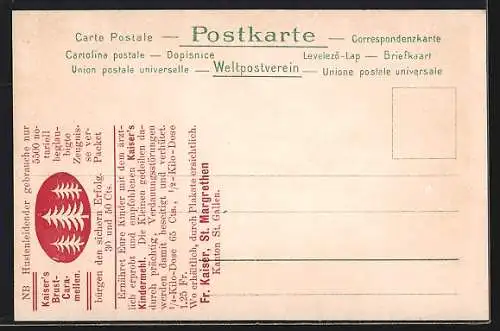 Carte Postale — Postkarte — Correspondenzkarte
Cartolina postale — Dopisnice Levelező-Lap — Briefkaart
Union postale universelle — Weltpostverein — Unione postale universale
NB Hustenleidender gebrauche nur
Kaiser's
Brust-
Cara-
mellen.
5500 no-
turiell
beglau-
bigte
Zeugnis-
se ver-
bürgen den sichern Erfolg. Packet
30 und 50 Cts.
Ernähret Eure Kinder mit dem ärzt-
lich erprobt und empfohlenen Kaiser's
Kindermehl. Die Kleinen gedeihen da-
durch prächtig, Verdauungsstörungen
werden damit beseitigt und verhütet.
1/4-Kilo-Dose 65 Cts., 1/2-Kilo-Dose
1.25 Fr.
Wo erhältlich, durch Plakate ersichtlich.
Fr. Kaiser, St. Margrethen
Kanton St. Gallen.